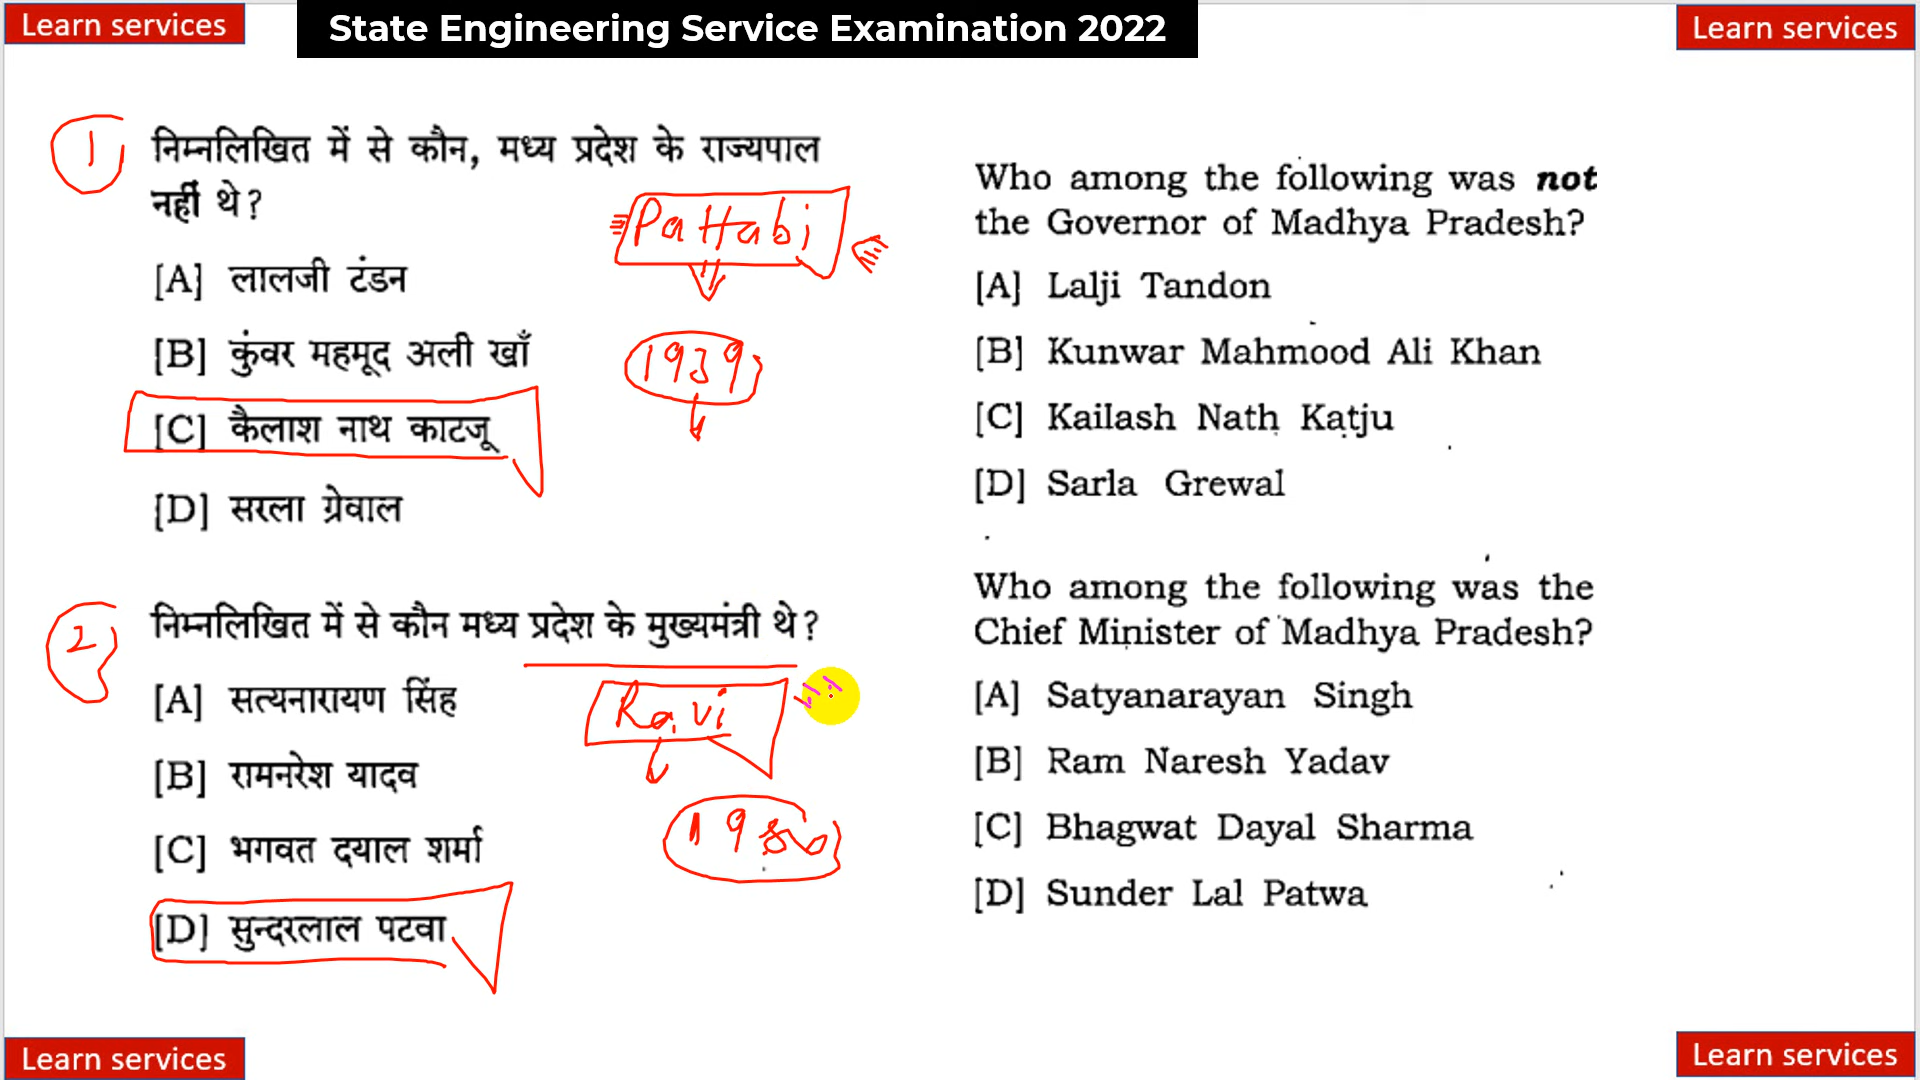 Learn services
State Engineering Service Examination 2022
Learn services
1
निम्नलिखित में से कौन, मध्य प्रदेश के राज्यपाल
नहीं थे?
[A] लालजी टंडन
[B] कुंवर महमूद अली खाँ
[C] कैलाश नाथ काटजू
[D] सरला ग्रेवाल
Pattabi
1939
Who among the following was not
the Governor of Madhya Pradesh?
[A] Lalji Tandon
[B] Kunwar Mahmood Ali Khan
[C] Kailash Nath Katju
[D] Sarla Grewal
2
निम्नलिखित में से कौन मध्य प्रदेश के मुख्यमंत्री थे?
[A] सत्यनारायण सिंह
[B] रामनरेश यादव
[C] भगवत दयाल शर्मा
[D] सुन्दरलाल पटवा
Ravi
Who among the following was the
Chief Minister of Madhya Pradesh?
[A] Satyanarayan Singh
[B] Ram Naresh Yadav
[C] Bhagwat Dayal Sharma
[D] Sunder Lal Patwa
Learn services
Learn services